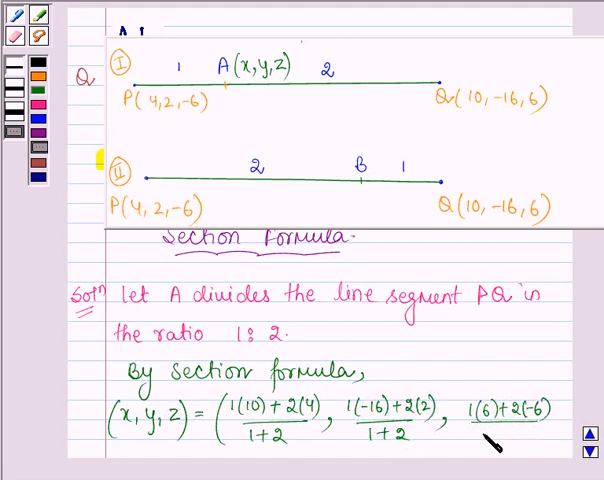 Q
I
1 A(x,y,z) 2
P(4,2,-6) Q(10,-16,6)
II
2 B 1
P(4,2,-6) Q(10,-16,6)
Section Formula.
Solⁿ Let A divides the line segment PQ in
the ratio 1:2.
By section formula,
(x, y, z) = (1(10)+2(4)/1+2, 1(-16)+2(2)/1+2, 1(6)+2(-6)